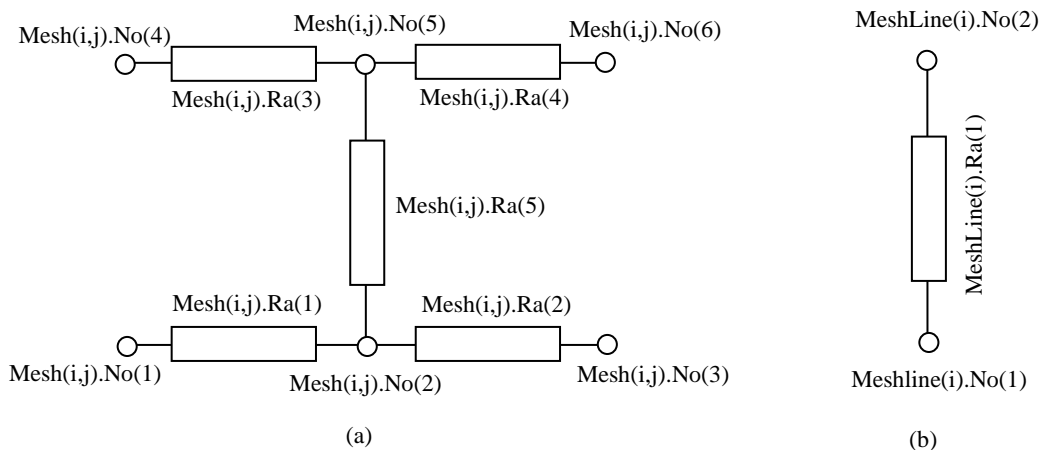 Mesh(i,j).No(4)
Mesh(i,j).No(5)
Mesh(i,j).No(6)
Mesh(i,j).Ra(3)
Mesh(i,j).Ra(4)
Mesh(i,j).Ra(5)
Mesh(i,j).Ra(1)
Mesh(i,j).Ra(2)
Mesh(i,j).No(1)
Mesh(i,j).No(2)
Mesh(i,j).No(3)
(a)
MeshLine(i).No(2)
MeshLine(i).Ra(1)
Meshline(i).No(1)
(b)